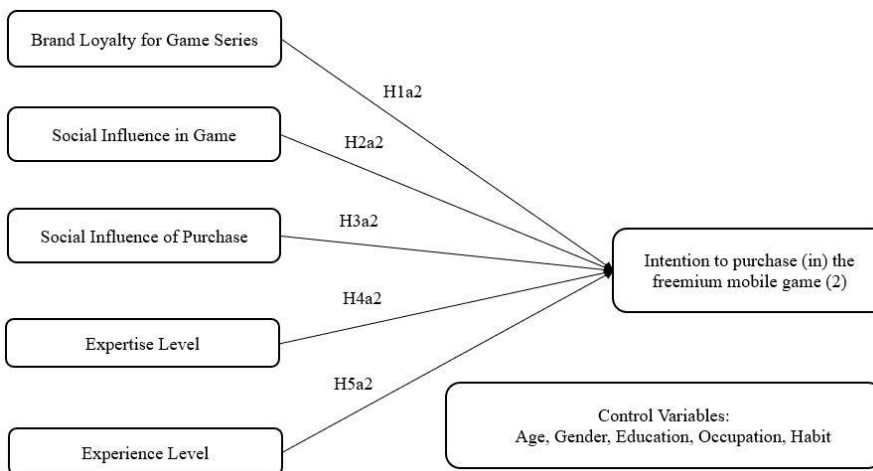 Brand Loyalty for Game Series
H1a2
Social Influence in Game
H2a2
Social Influence of Purchase
H3a2
Intention to purchase (in) the
freemium mobile game (2)
H4a2
Expertise Level
H5a2
Experience Level
Control Variables:
Age, Gender, Education, Occupation, Habit